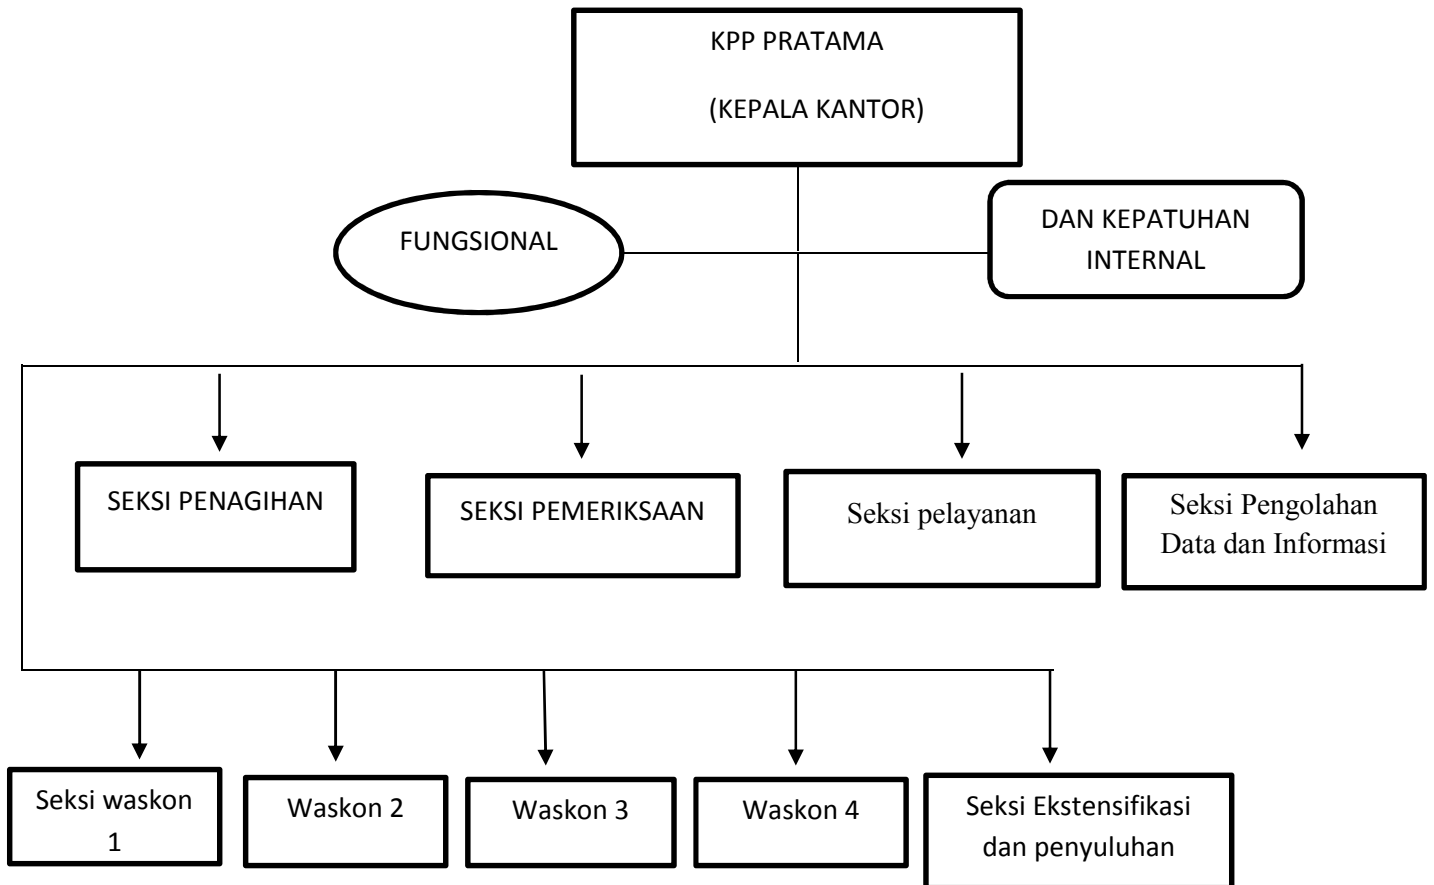 KPP PRATAMA
(KEPALA KANTOR)
FUNGSIONAL
DAN KEPATUHAN
INTERNAL
SEKSI PENAGIHAN
SEKSI PEMERIKSAAN
Seksi pelayanan
Seksi Pengolahan
Data dan Informasi
Seksi waskon
1
Waskon 2
Waskon 3
Waskon 4
Seksi Ekstensifikasi
dan penyuluhan